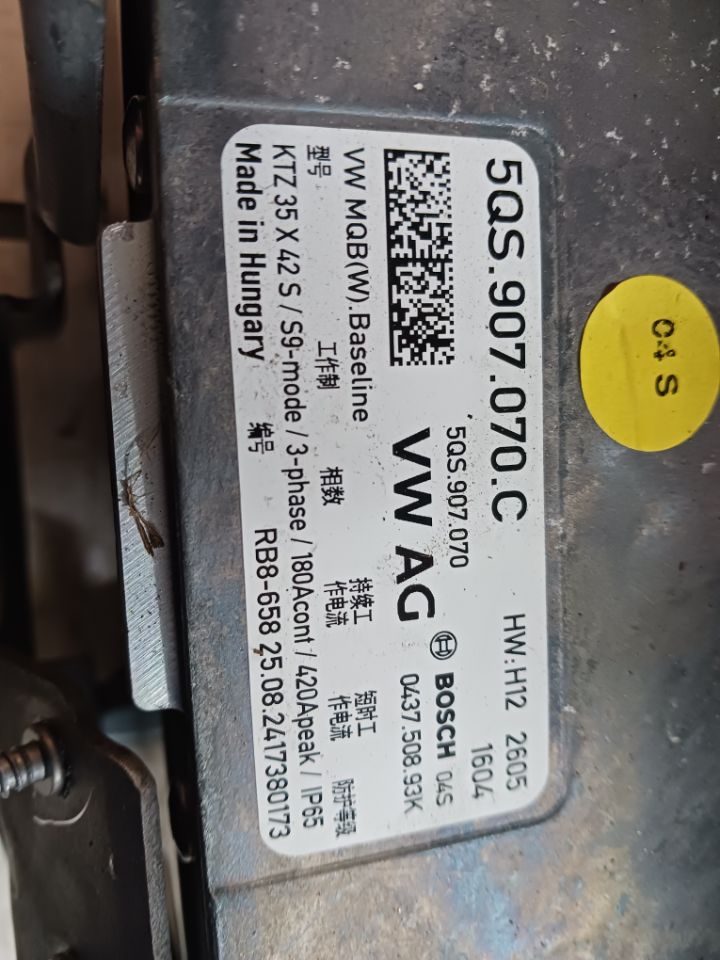 5QS.907.070.C HW:H12 2605
5QS.907.070 1604
VW AG BOSCH 04S
0437.508.93K
VW MQB(W).Baseline
型号 工作制 相数 持续工作电流 短时工作电流 防护等级
KTZ 35 X 42 S / S9-mode / 3-phase / 180Acont / 420Apeak / IP65
Made in Hungary 编号 RB8-658 25.08.2417380173
C4S